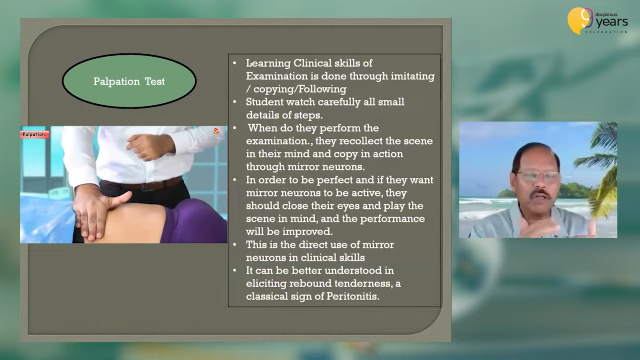 docplexus
9 years
CELEBRATION
Palpation Test
Palpation:
• Learning Clinical skills of
Examination is done through imitating
/ copying/Following
• Student watch carefully all small
details of steps.
• When do they perform the
examination., they recollect the scene
in their mind and copy in action
through mirror neurons.
• In order to be perfect and if they want
mirror neurons to be active, they
should close their eyes and play the
scene in mind, and the performance
will be improved.
• This is the direct use of mirror
neurons in clinical skills
• It can be better understood in
eliciting rebound tenderness, a
classical sign of Peritonitis.